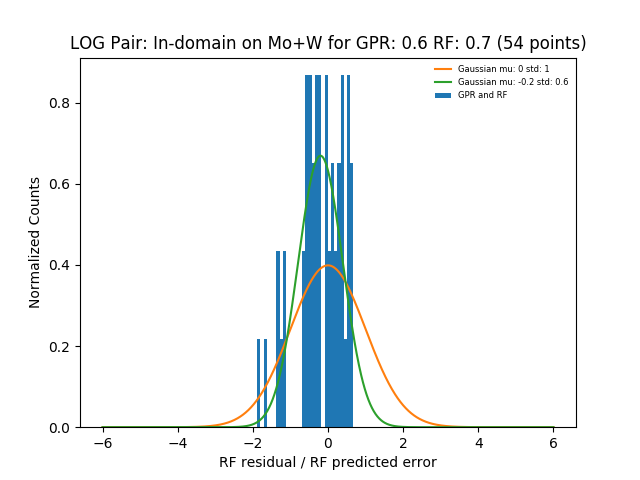 LOG Pair: In-domain on Mo+W for GPR: 0.6 RF: 0.7 (54 points)
Gaussian mu: 0 std: 1
Gaussian mu: -0.2 std: 0.6
GPR and RF
Normalized Counts
0.8
0.6
0.4
0.2
0.0
−6 −4 −2 0 2 4 6
RF residual / RF predicted error